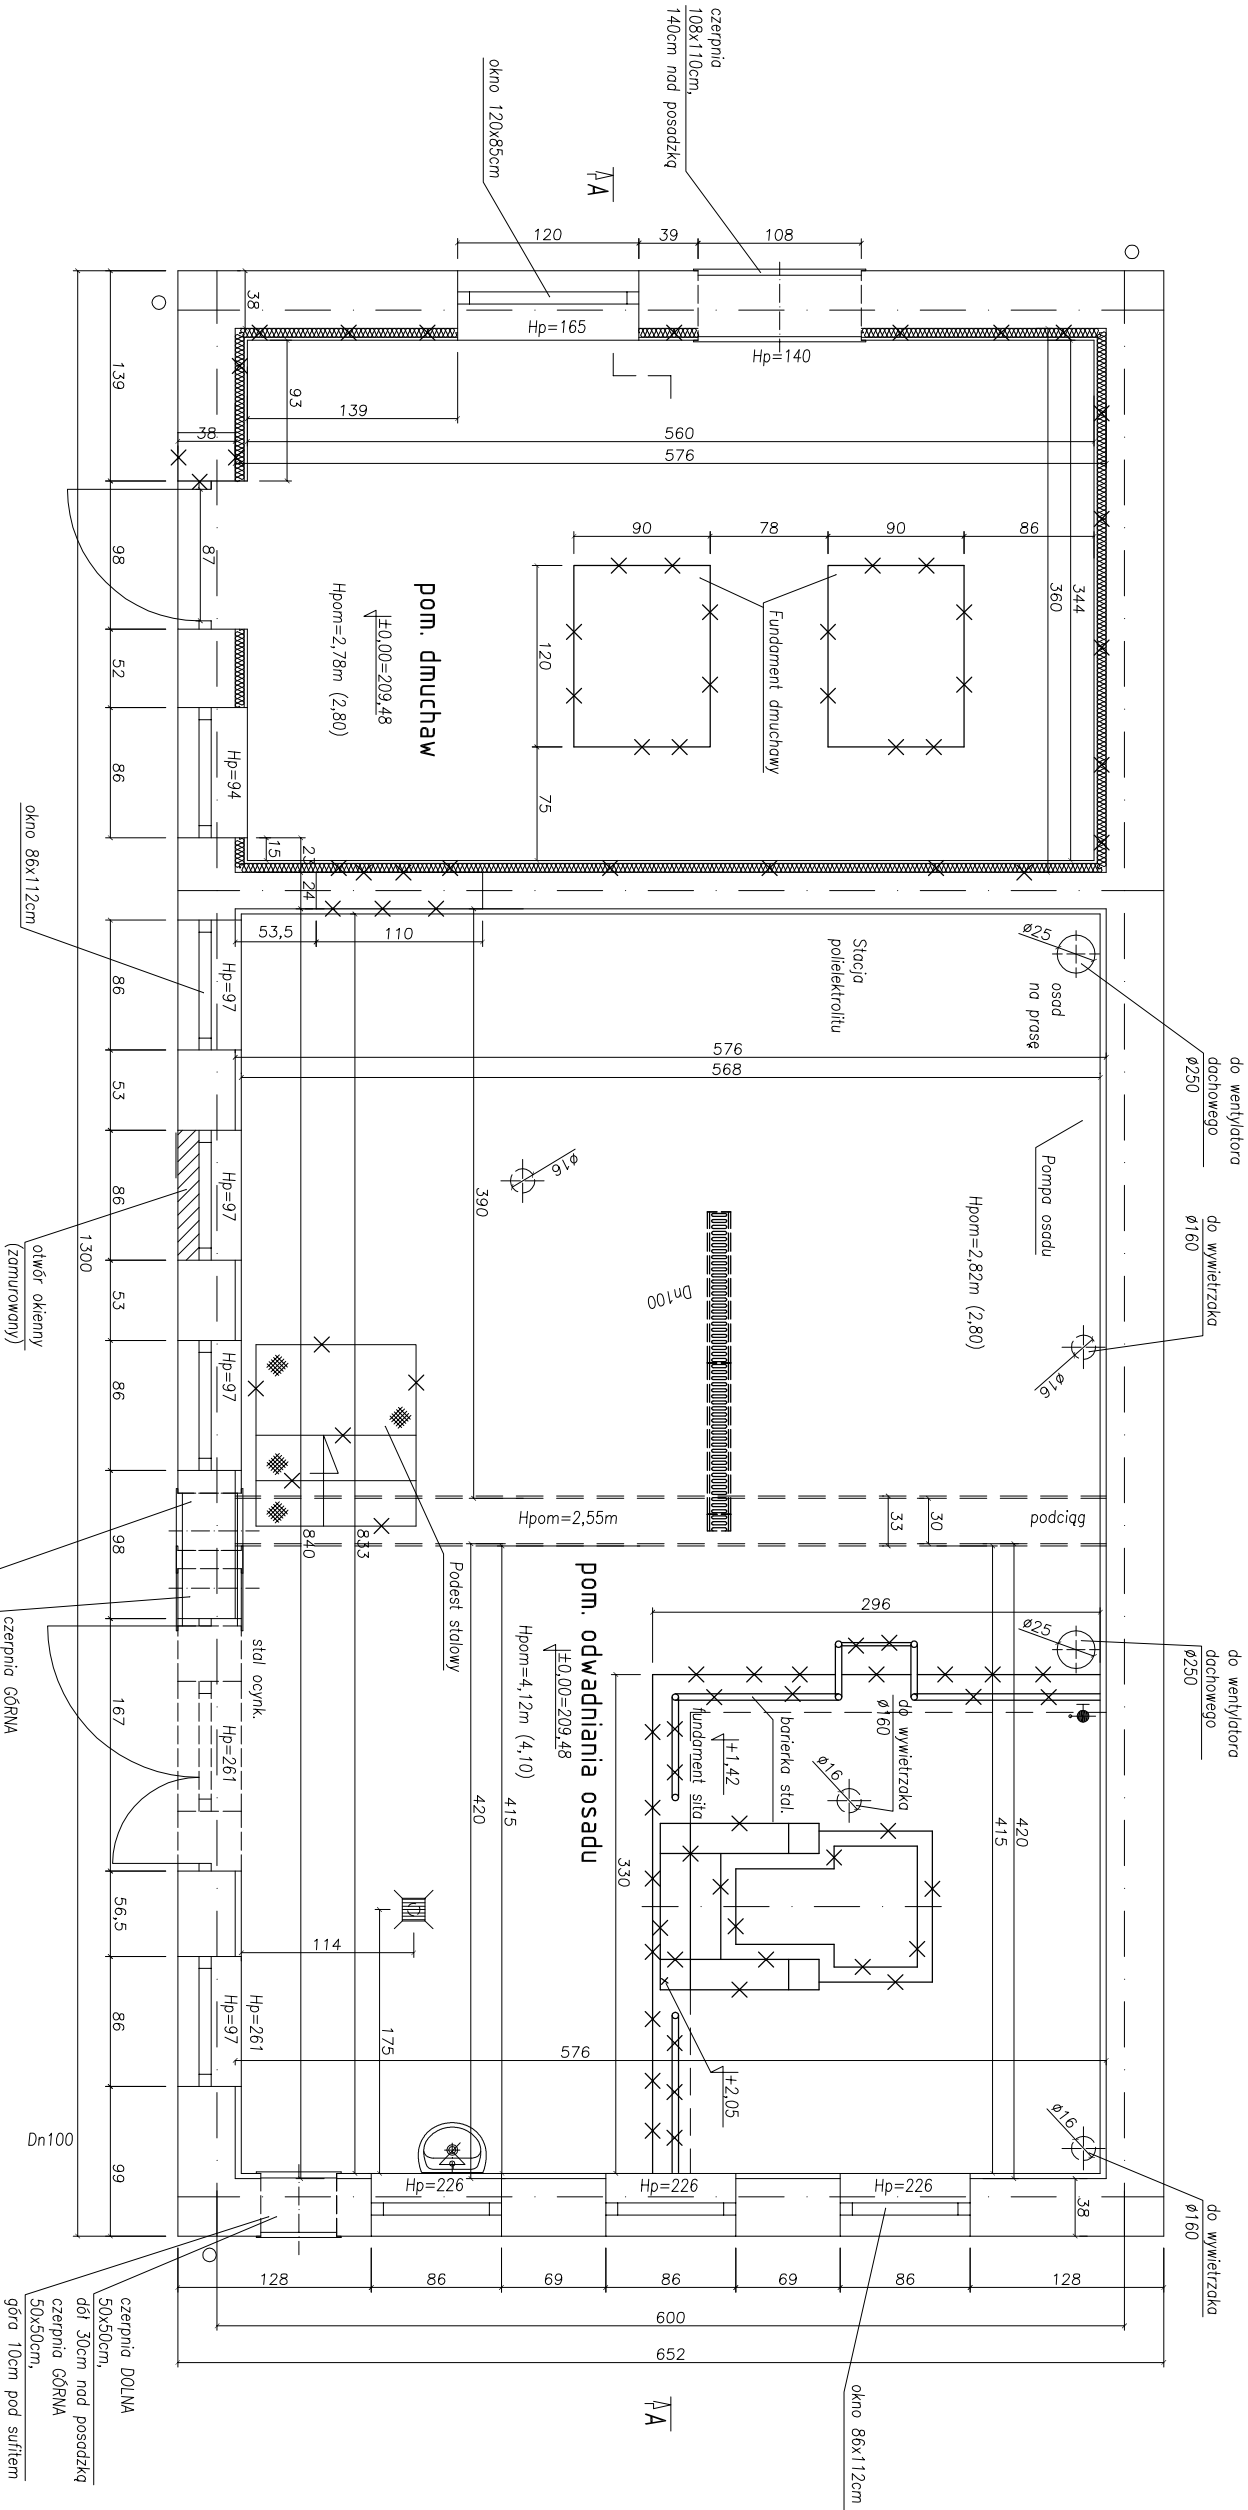 czerpnia
108x110cm,
140cm nad posadzką
okno 120x85cm
A
120
39
108
38
Hp=165
Hp=140
139
93
139
38
560
576
90
78
90
86
98
87
344
360
pom. dmuchaw
±0,00=209,48
Hpom=2,78m (2,80)
120
Fundament dmuchawy
52
86
Hp=94
75
15
24
okno 86x112cm
53,5
110
Stacja
polielektrolitu
ø25
osad
na prasę
do wentylatora
dachowego
ø250
86
Hp=97
576
568
53
Pompa osadu
ø16
390
86
Hp=97
otwór okienny
(zamurowany)
1300
Dn100
Hpom=2,82m (2,80)
do wywietrzaka
ø160
ø16
53
86
Hp=97
98
840
833
Podest stalowy
Hpom=2,55m
33
30
podciąg
czerpnia GÓRNA
stal ocynk.
pom. odwadniania osadu
±0,00=209,48
Hpom=4,12m (4,10)
296
ø25
do wentylatora
dachowego
ø250
167
Hp=261
420
415
fundament sita
+1,42
barierka stal.
do wywietrzaka
ø160
ø16
415
420
330
56,5
114
86
Hp=97
Hp=261
175
576
+2,05
ø16
do wywietrzaka
ø160
Dn100
99
Hp=226
Hp=226
Hp=226
38
128
86
69
86
69
86
128
600
652
czerpnia DOLNA
50x50cm,
dół 30cm nad posadzką
czerpnia GÓRNA
50x50cm,
góra 10cm pod sufitem
A
okno 86x112cm